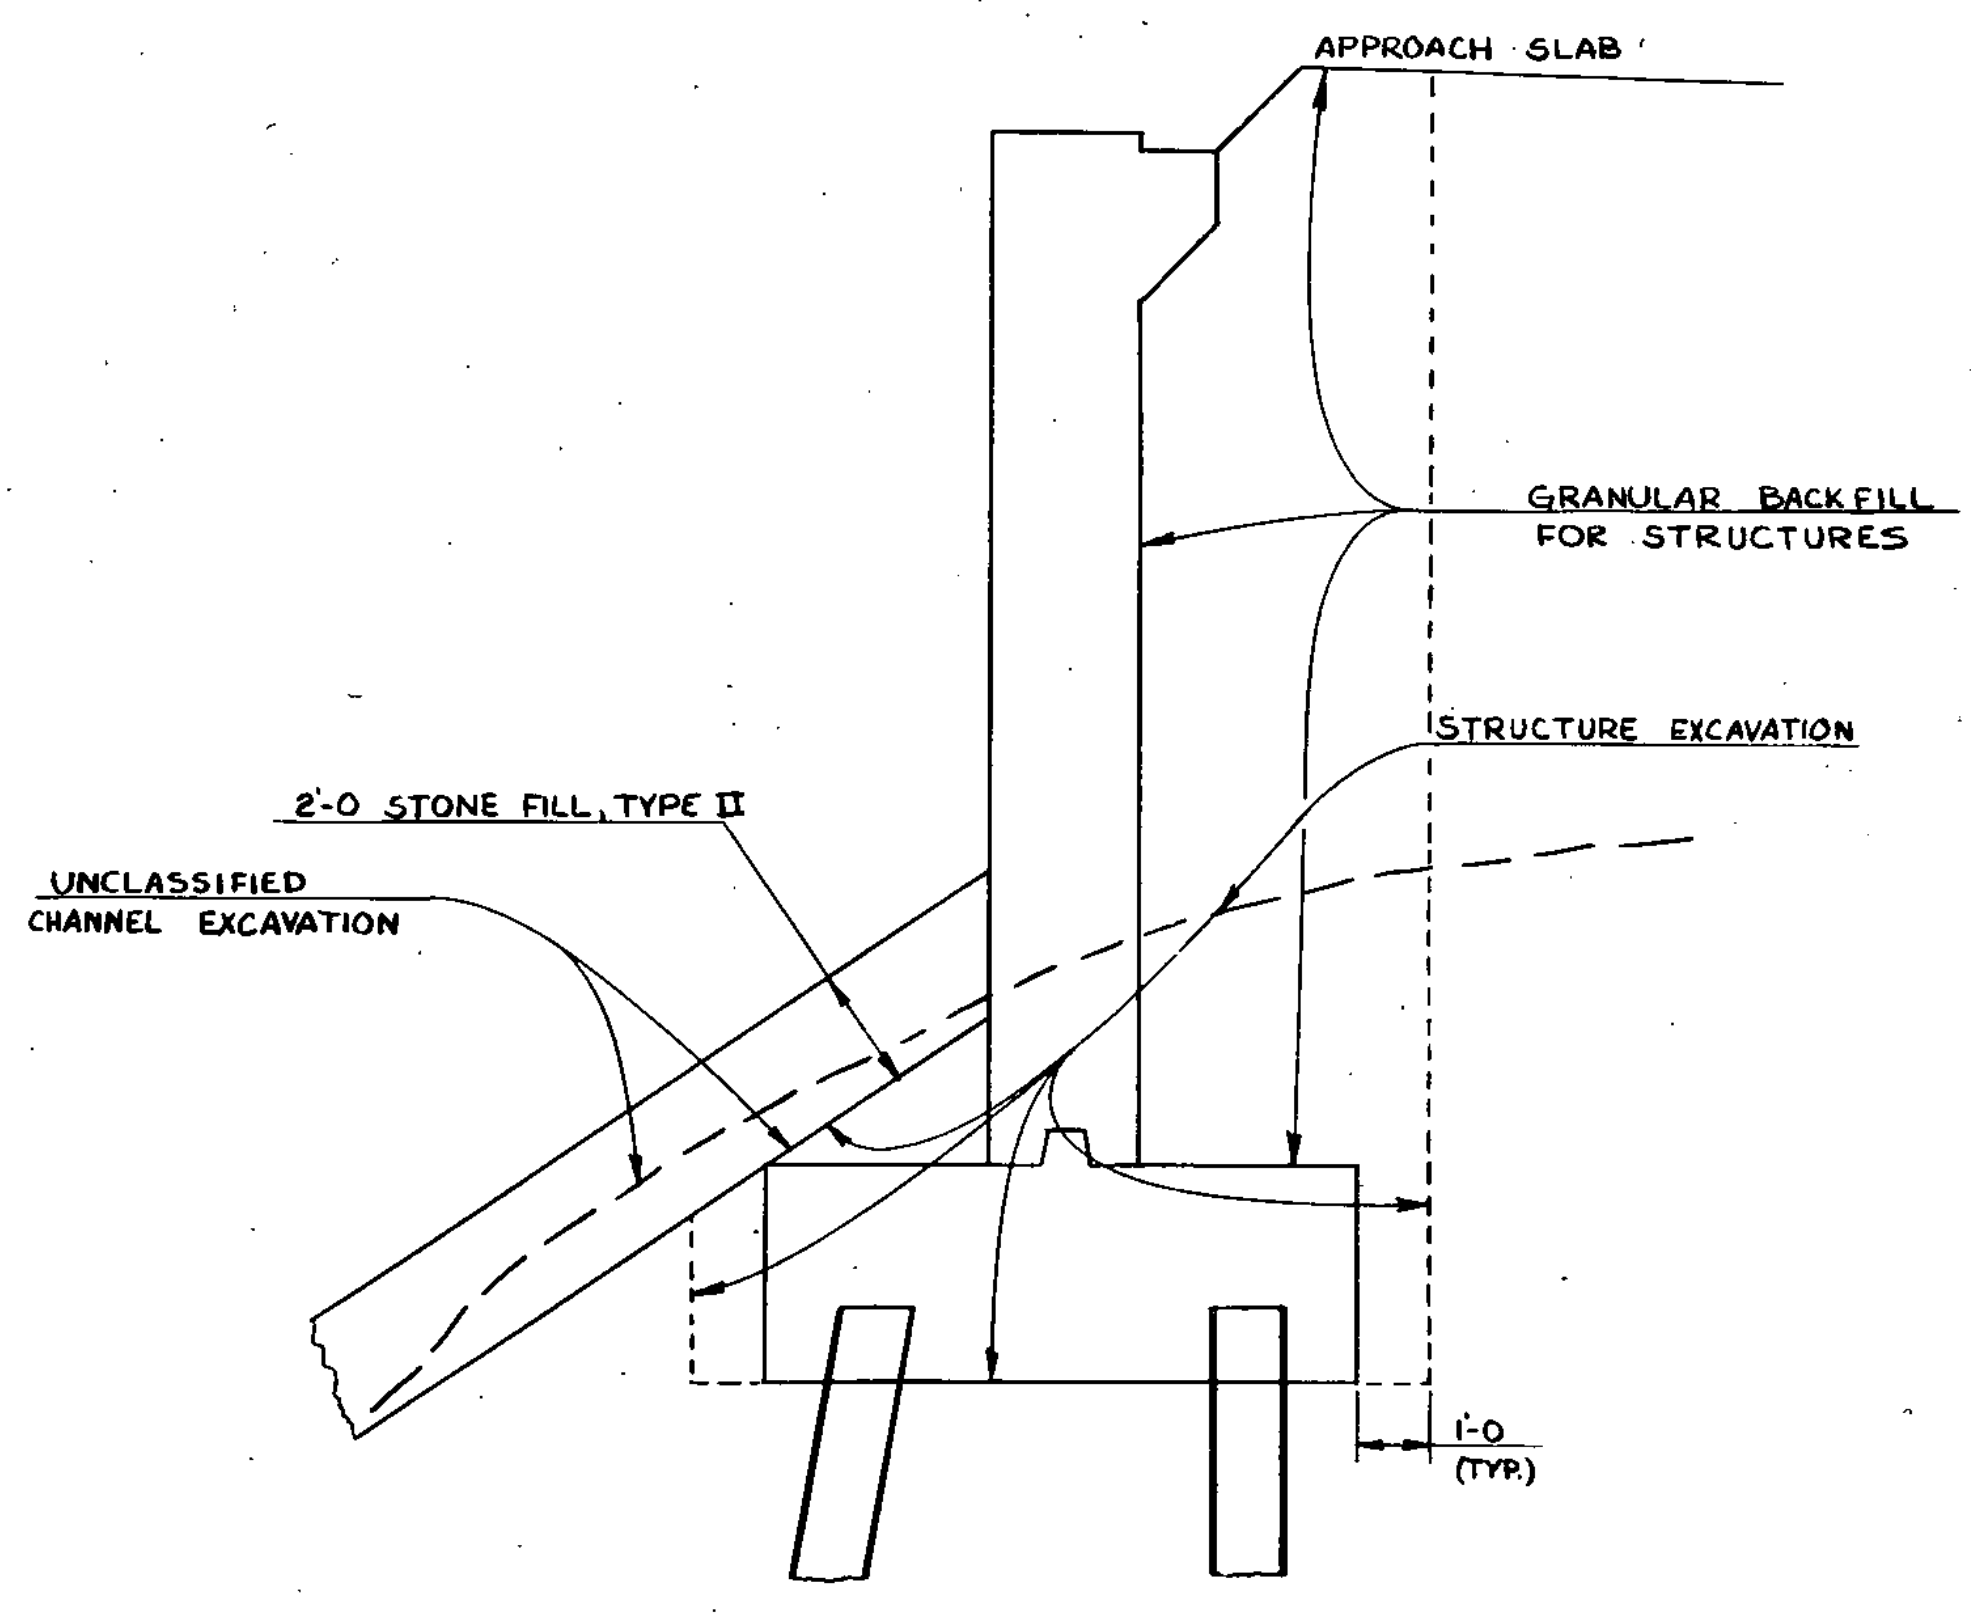 APPROACH SLAB
GRANULAR BACKFILL
FOR STRUCTURES
STRUCTURE EXCAVATION
2'-0 STONE FILL, TYPE II
UNCLASSIFIED
CHANNEL EXCAVATION
1'-0
(TYP.)